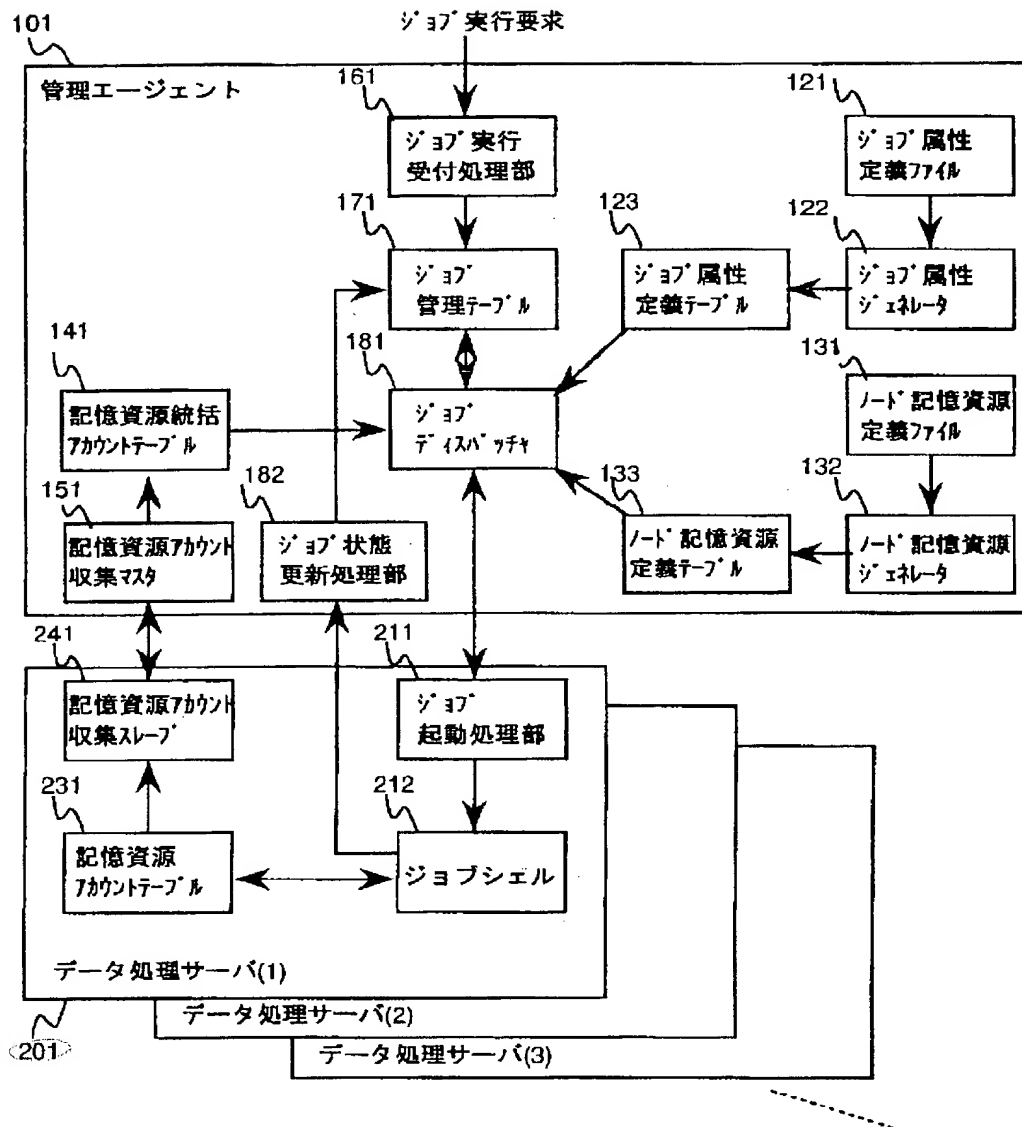 ジョブ実行要求
101
管理エージェント
161
ジョブ実行
受付処理部
121
ジョブ属性
定義ファイル
171
ジョブ
管理テーブル
123
ジョブ属性
定義テーブル
122
ジョブ属性
ジェネレータ
141
記憶資源統括
アカウントテーブル
181
ジョブ
ディスパッチャ
131
ノード記憶資源
定義ファイル
151
記憶資源アカウント
収集マスタ
182
ジョブ状態
更新処理部
133
ノード記憶資源
定義テーブル
132
ノード記憶資源
ジェネレータ
241
記憶資源アカウント
収集スレーブ
211
ジョブ
起動処理部
231
記憶資源
アカウントテーブル
212
ジョブシェル
データ処理サーバ(1)
データ処理サーバ(2)
201
データ処理サーバ(3)